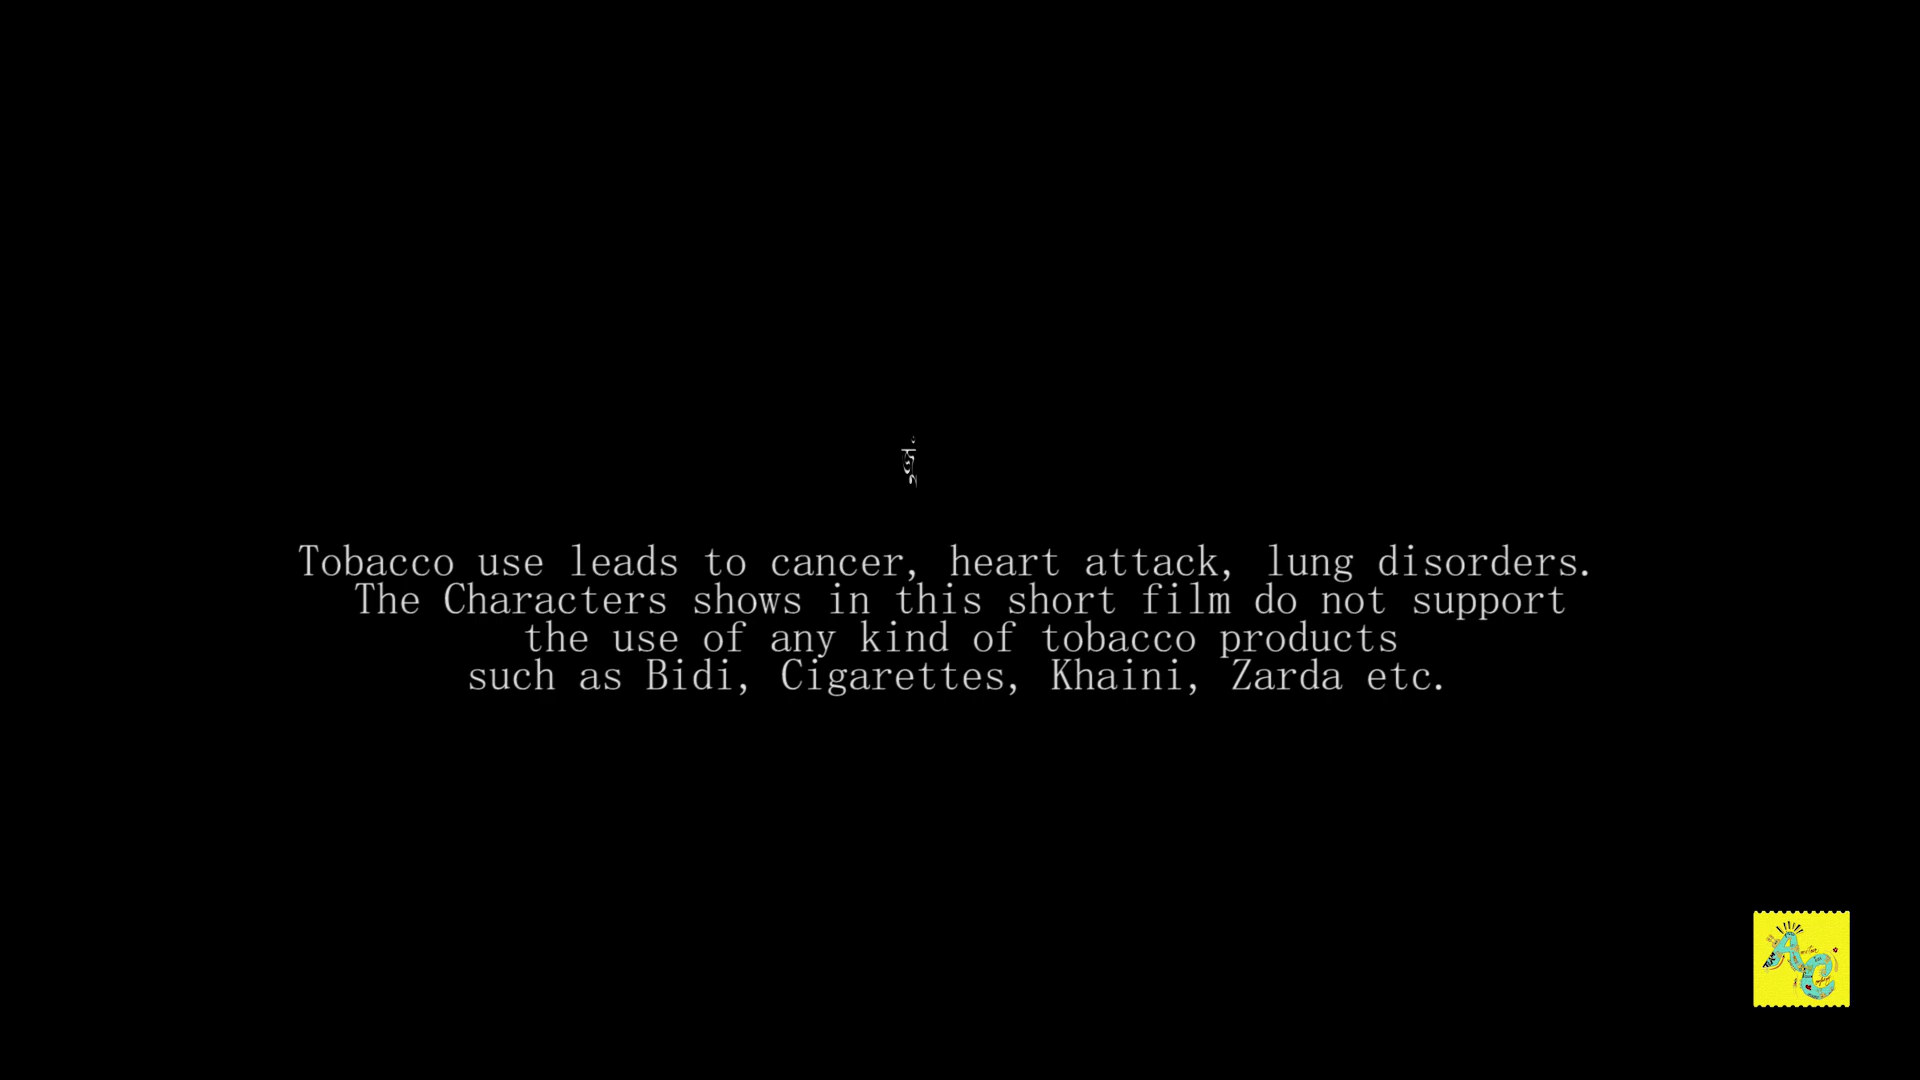 Tobacco use leads to cancer, heart attack, lung disorders.
The Characters shows in this short film do not support
the use of any kind of tobacco products
such as Bidi, Cigarettes, Khaini, Zarda etc.